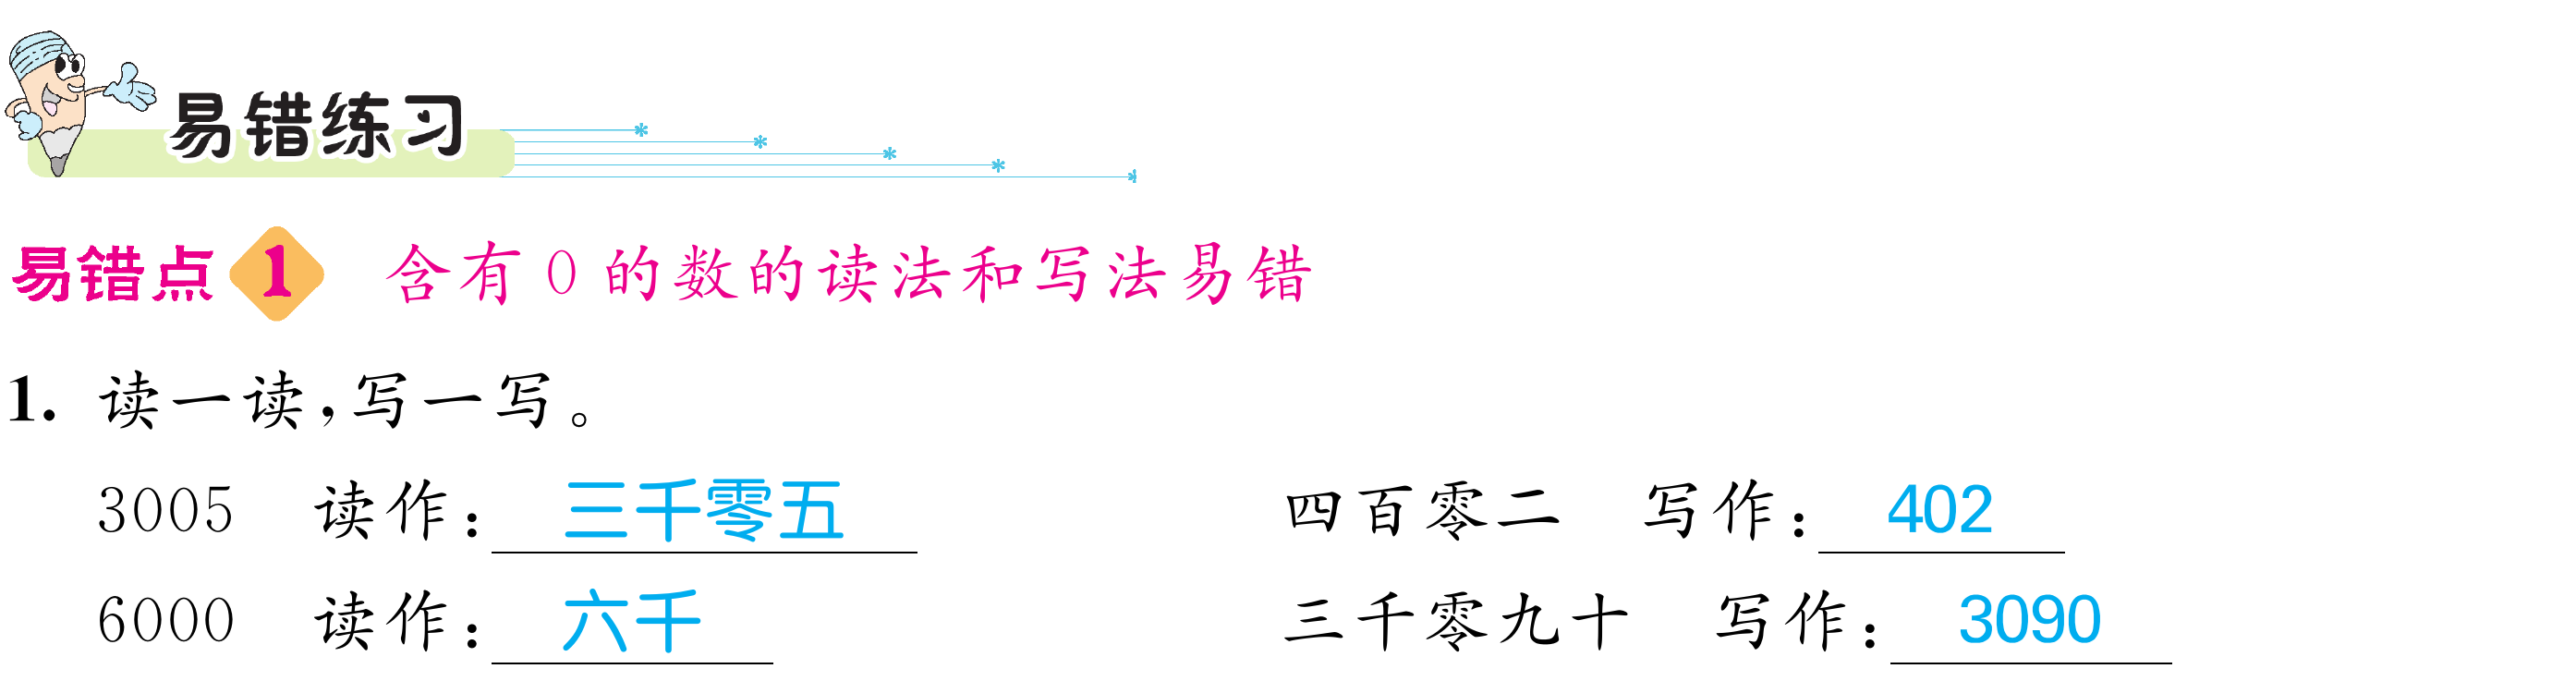 易错练习
易错点 1 含有 0 的数的读法和写法易错
1. 读一读,写一写。
3005 读作: 三千零五 四百零二 写作: 402
6000 读作: 六千 三千零九十 写作: 3090